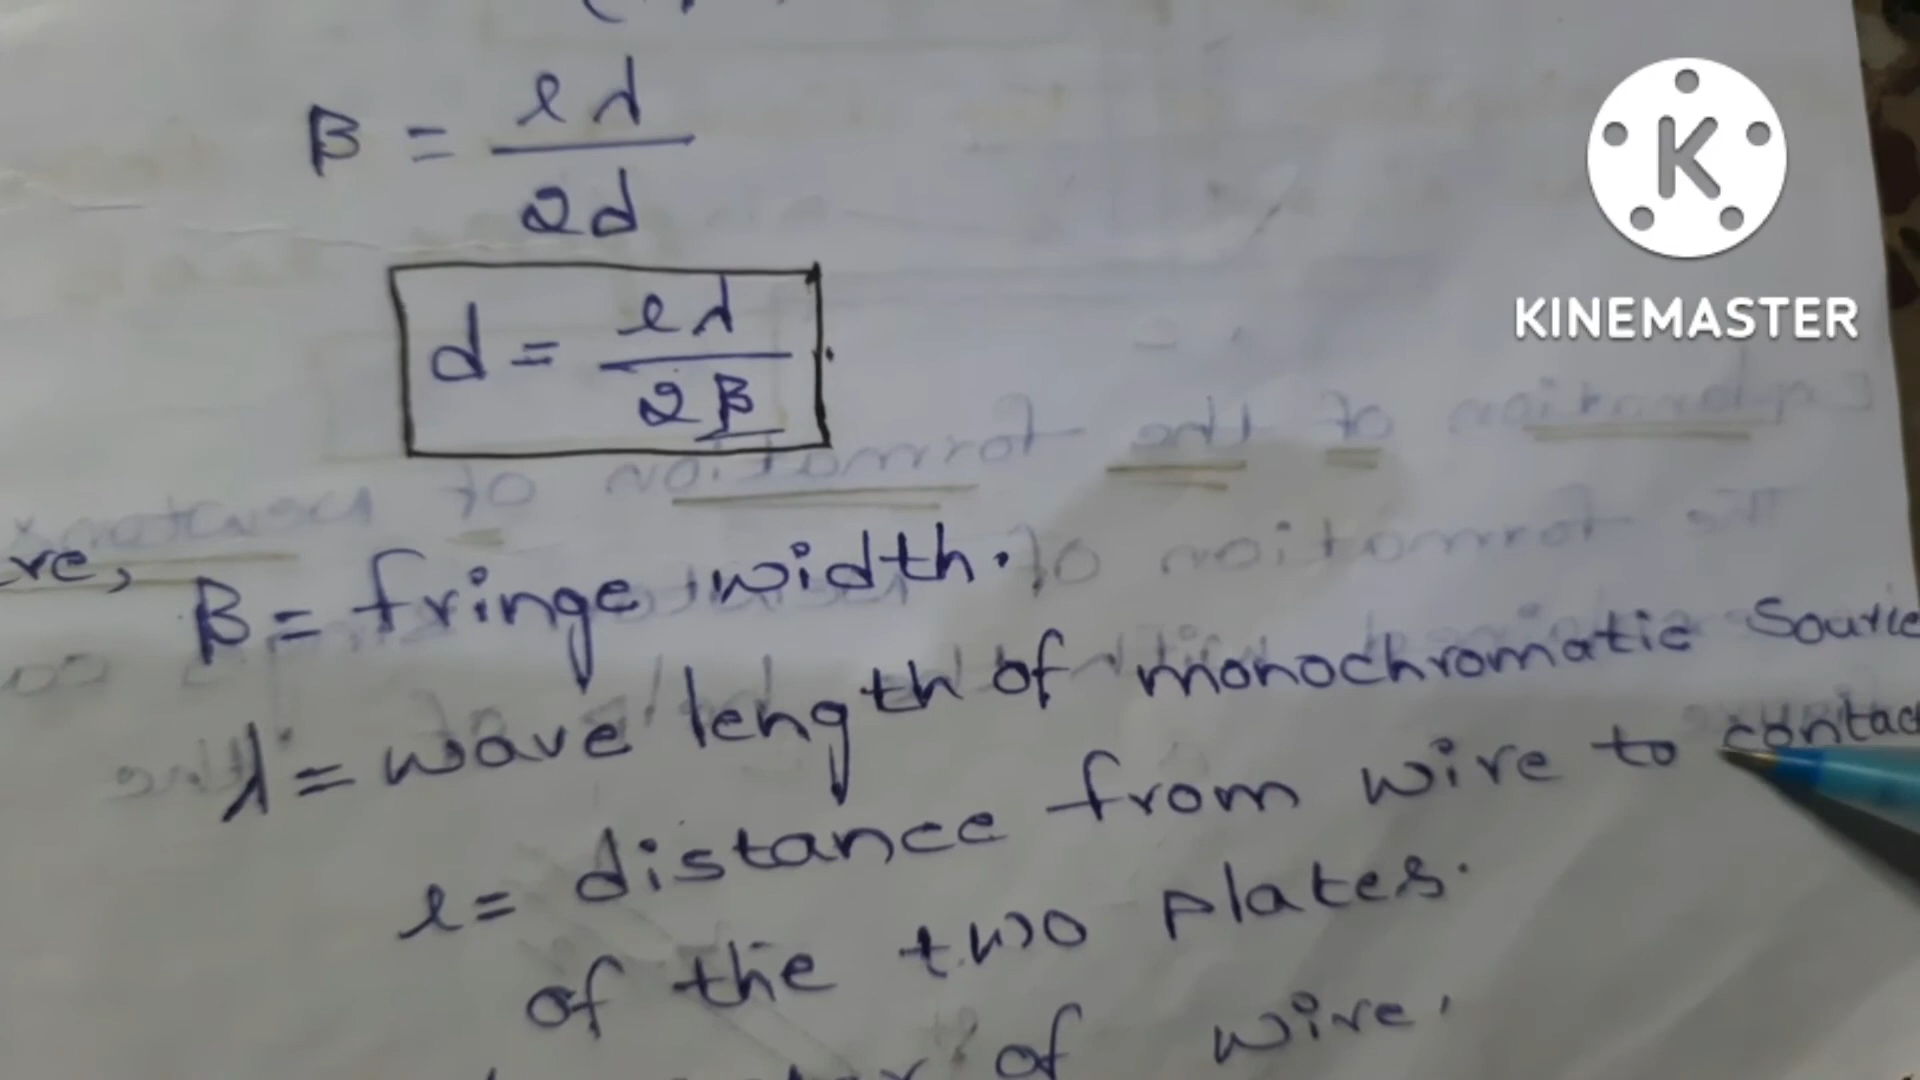 β = lλ / 2d
d = lλ / 2β
KINEMASTER
β = fringe width.
λ = wave length of monochromatic Source
l = distance from wire to contac
of the two plates.
of wire.